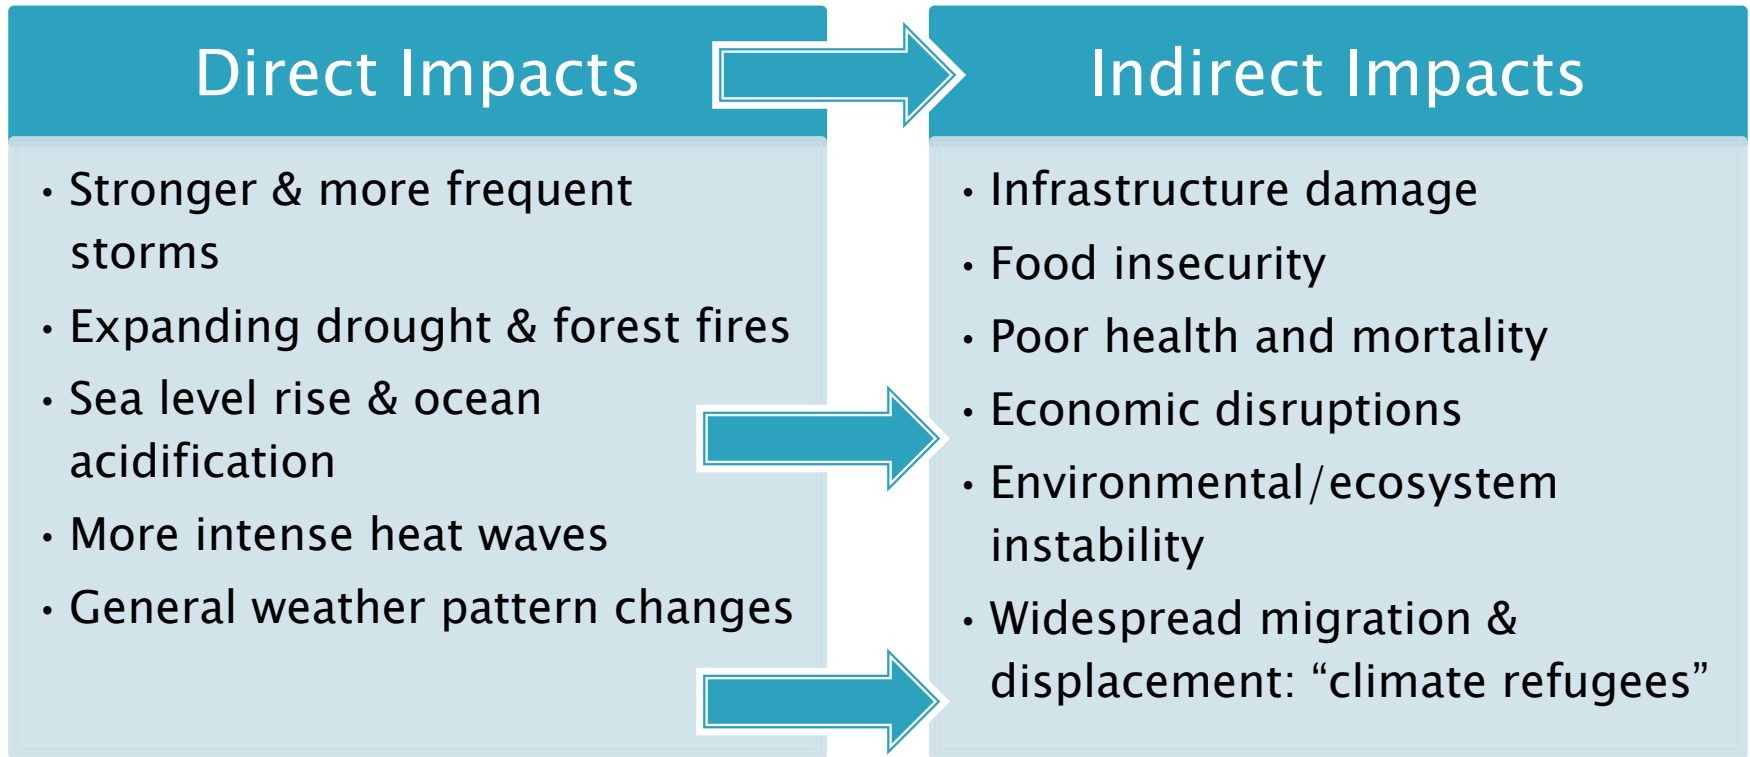 Direct Impacts
• Stronger & more frequent
storms
• Expanding drought & forest fires
• Sea level rise & ocean
acidification
• More intense heat waves
• General weather pattern changes
Indirect Impacts
• Infrastructure damage
• Food insecurity
• Poor health and mortality
• Economic disruptions
• Environmental/ecosystem
instability
• Widespread migration &
displacement: “climate refugees”